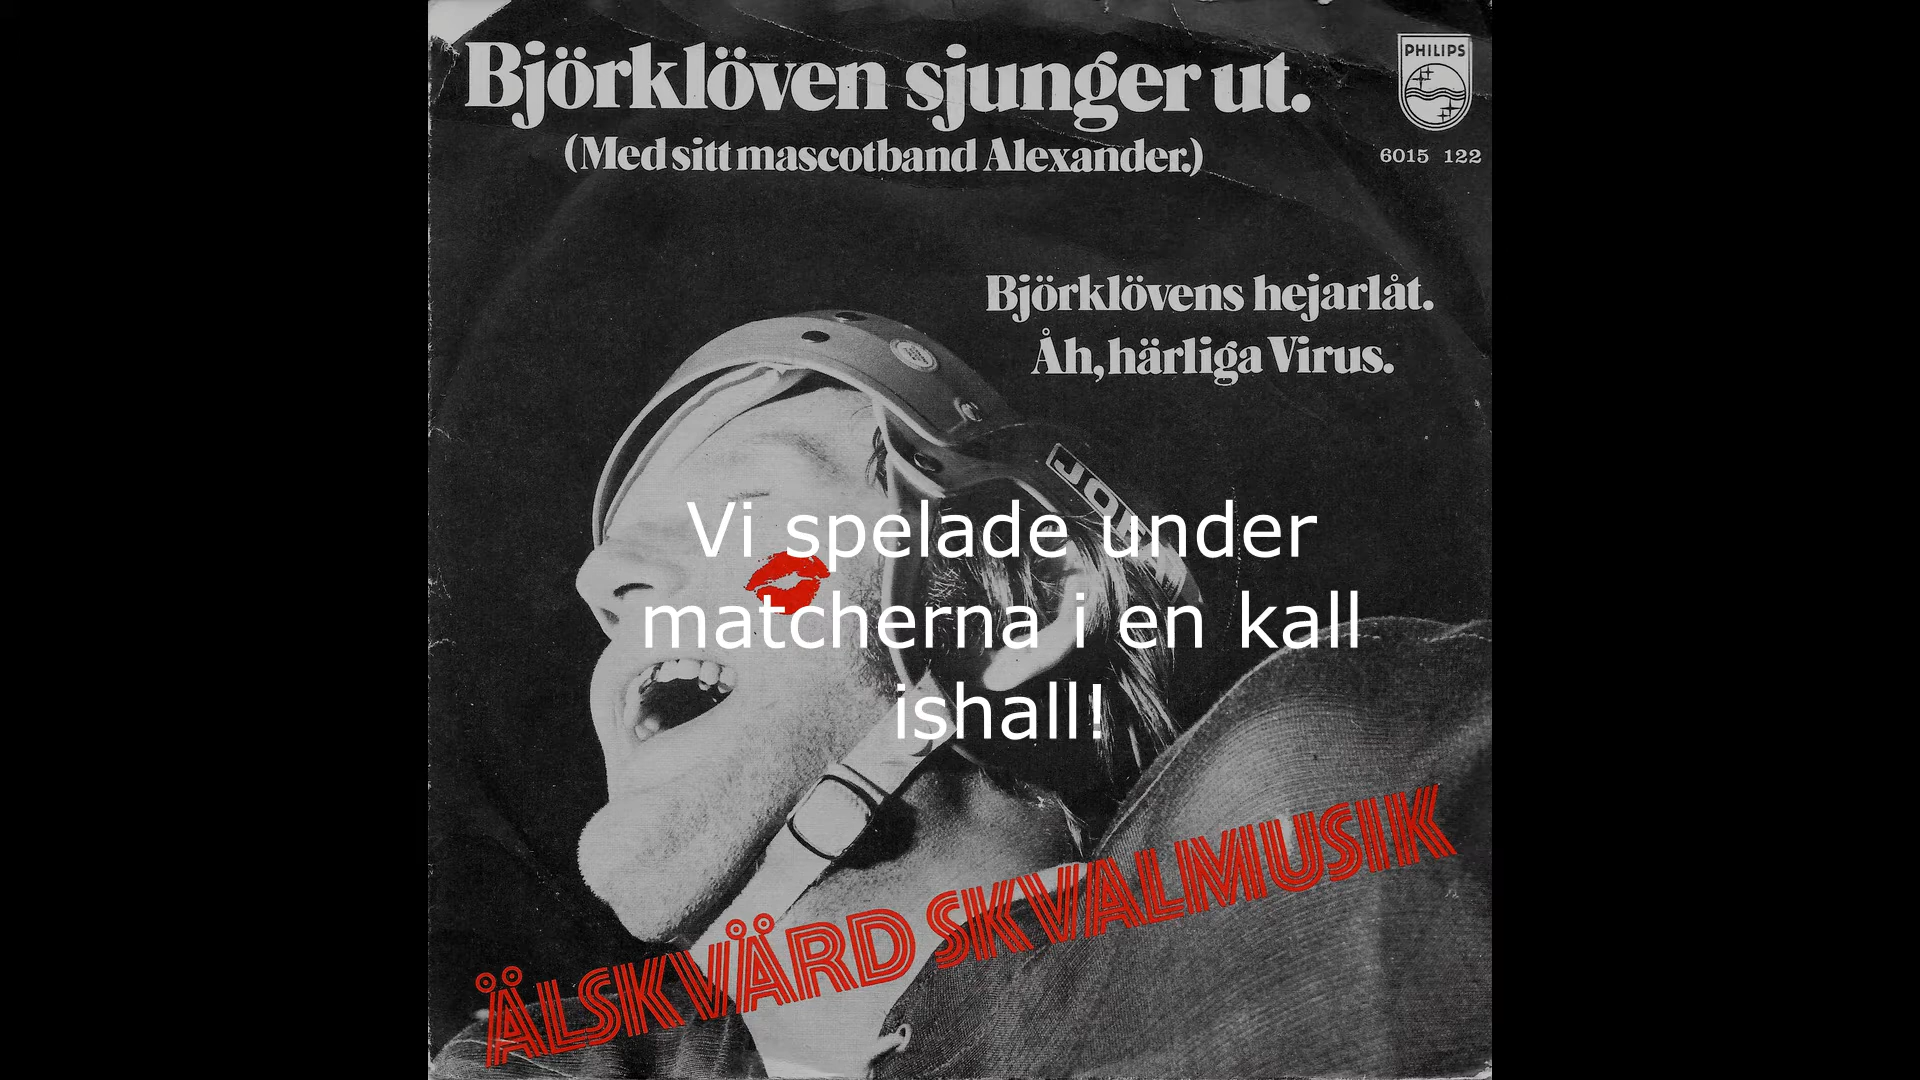 Björklöven sjunger ut.
(Med sitt mascotband Alexander.)
PHILIPS
6015 122
Björklövens hejarlåt.
Åh, härliga Virus.
Vi spelade under
matcherna i en kall
ishall!
ÄLSKVÄRD SKVALMUSIK